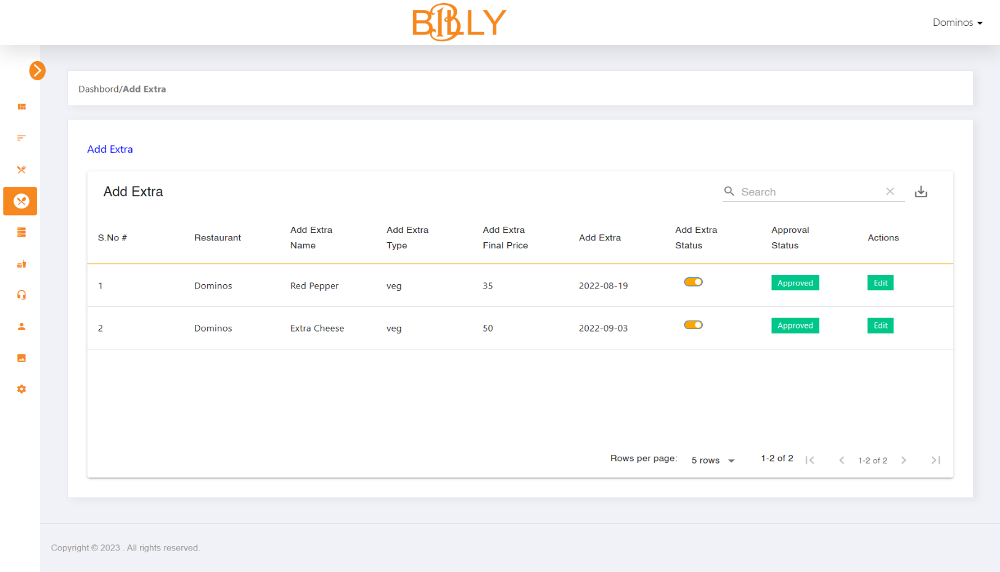 BILLY
Dominos
Dashbord/Add Extra
Add Extra
Add Extra
Search
S.No #
Restaurant
Add Extra Name
Add Extra Type
Add Extra Final Price
Add Extra
Add Extra Status
Approval Status
Actions
1 Dominos Red Pepper veg 35 2022-08-19 Approved Edit
2 Dominos Extra Cheese veg 50 2022-09-03 Approved Edit
Rows per page: 5 rows 1-2 of 2 1-2 of 2
Copyright © 2023 . All rights reserved.